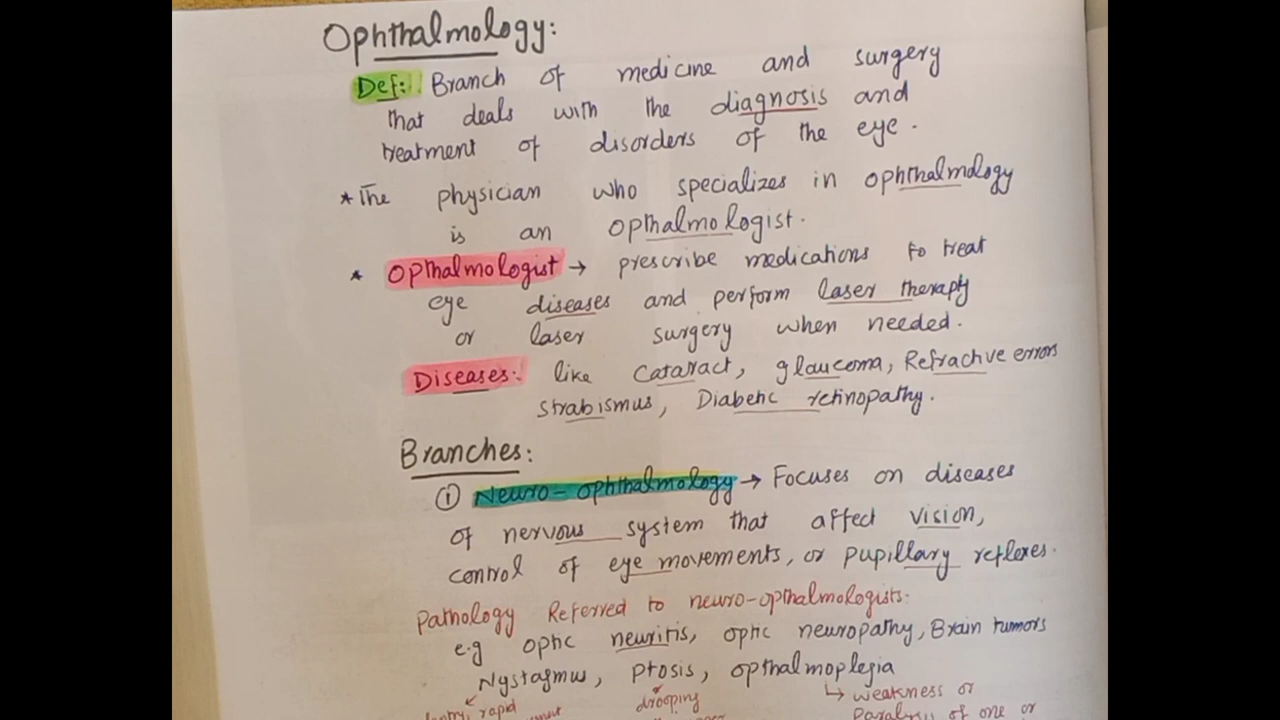 Ophthalmology:
Def: Branch of medicine and surgery
that deals with the diagnosis and
treatment of disorders of the eye.
* The physician who specializes in ophthalmology
is an opthalmologist.
* Opthalmologist → prescribe medications to treat
eye diseases and perform laser therapy
or laser surgery when needed.
Diseases: like Cataract, glaucoma, Refractive errors
Strabismus, Diabetic retinopathy.
Branches:
① Neuro-ophthalmology → Focuses on diseases
of nervous system that affect vision,
control of eye movements, or pupillary reflexes.
Pathology Referred to neuro-opthalmologists.
e.g optic neuritis, optic neuropathy, Brain tumors
Nystagmus, Ptosis, opthalmoplegia
rapid drooping ↳ weakness or
Paralysis of one or